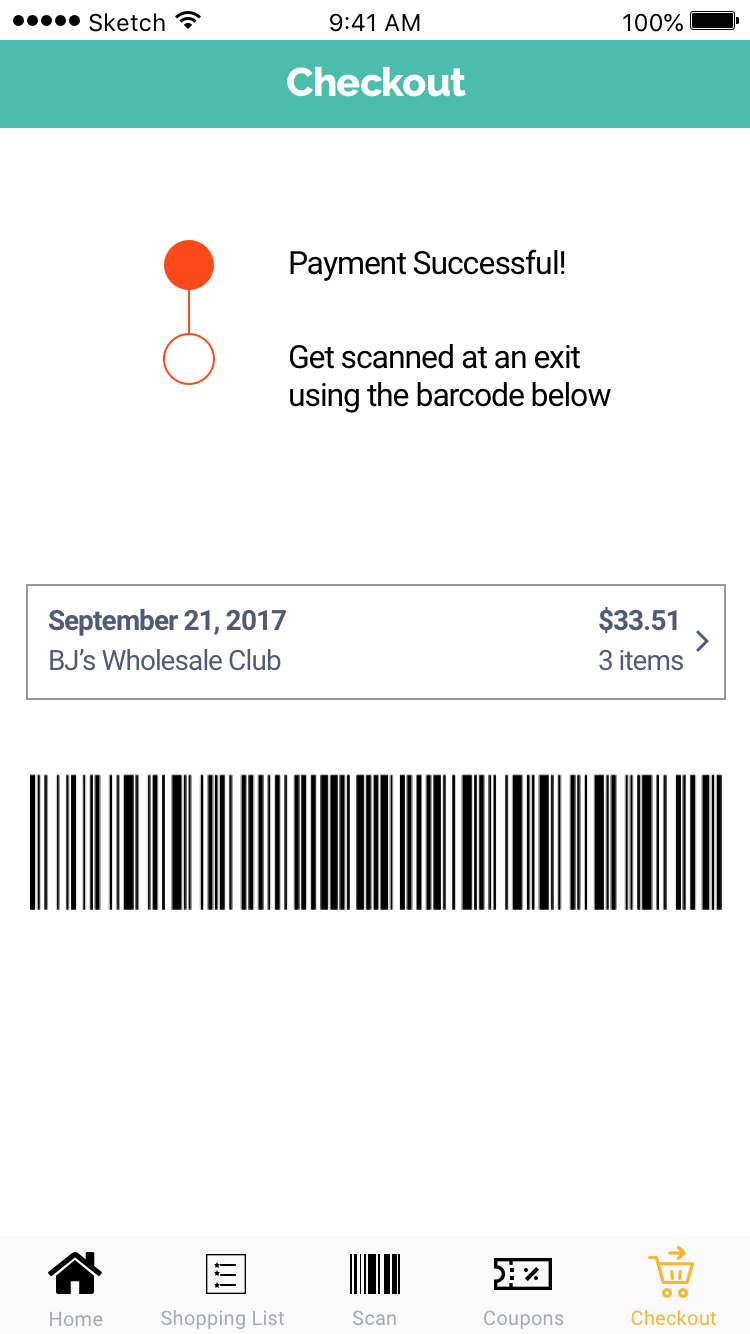 Sketch 9:41 AM 100%
Checkout
Payment Successful!
Get scanned at an exit
using the barcode below
September 21, 2017 $33.51
BJ’s Wholesale Club 3 items
Home Shopping List Scan Coupons Checkout